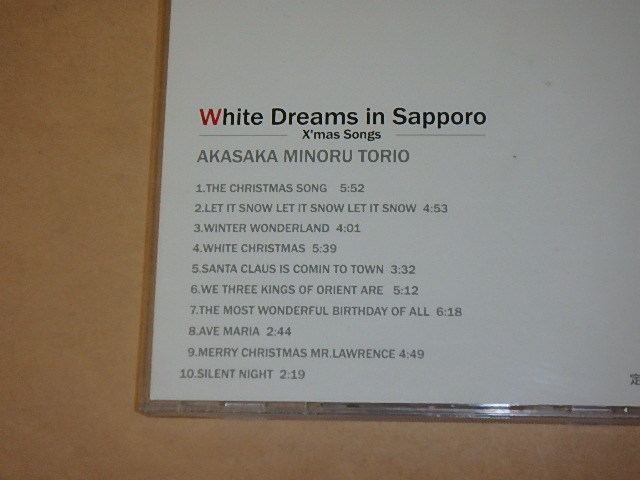 White Dreams in Sapporo
X'mas Songs
AKASAKA MINORU TORIO
1.THE CHRISTMAS SONG 5:52
2.LET IT SNOW LET IT SNOW LET IT SNOW 4:53
3.WINTER WONDERLAND 4:01
4.WHITE CHRISTMAS 5:39
5.SANTA CLAUS IS COMIN TO TOWN 3:32
6.WE THREE KINGS OF ORIENT ARE 5:12
7.THE MOST WONDERFUL BIRTHDAY OF ALL 6:18
8.AVE MARIA 2:44
9.MERRY CHRISTMAS MR.LAWRENCE 4:49
10.SILENT NIGHT 2:19
定